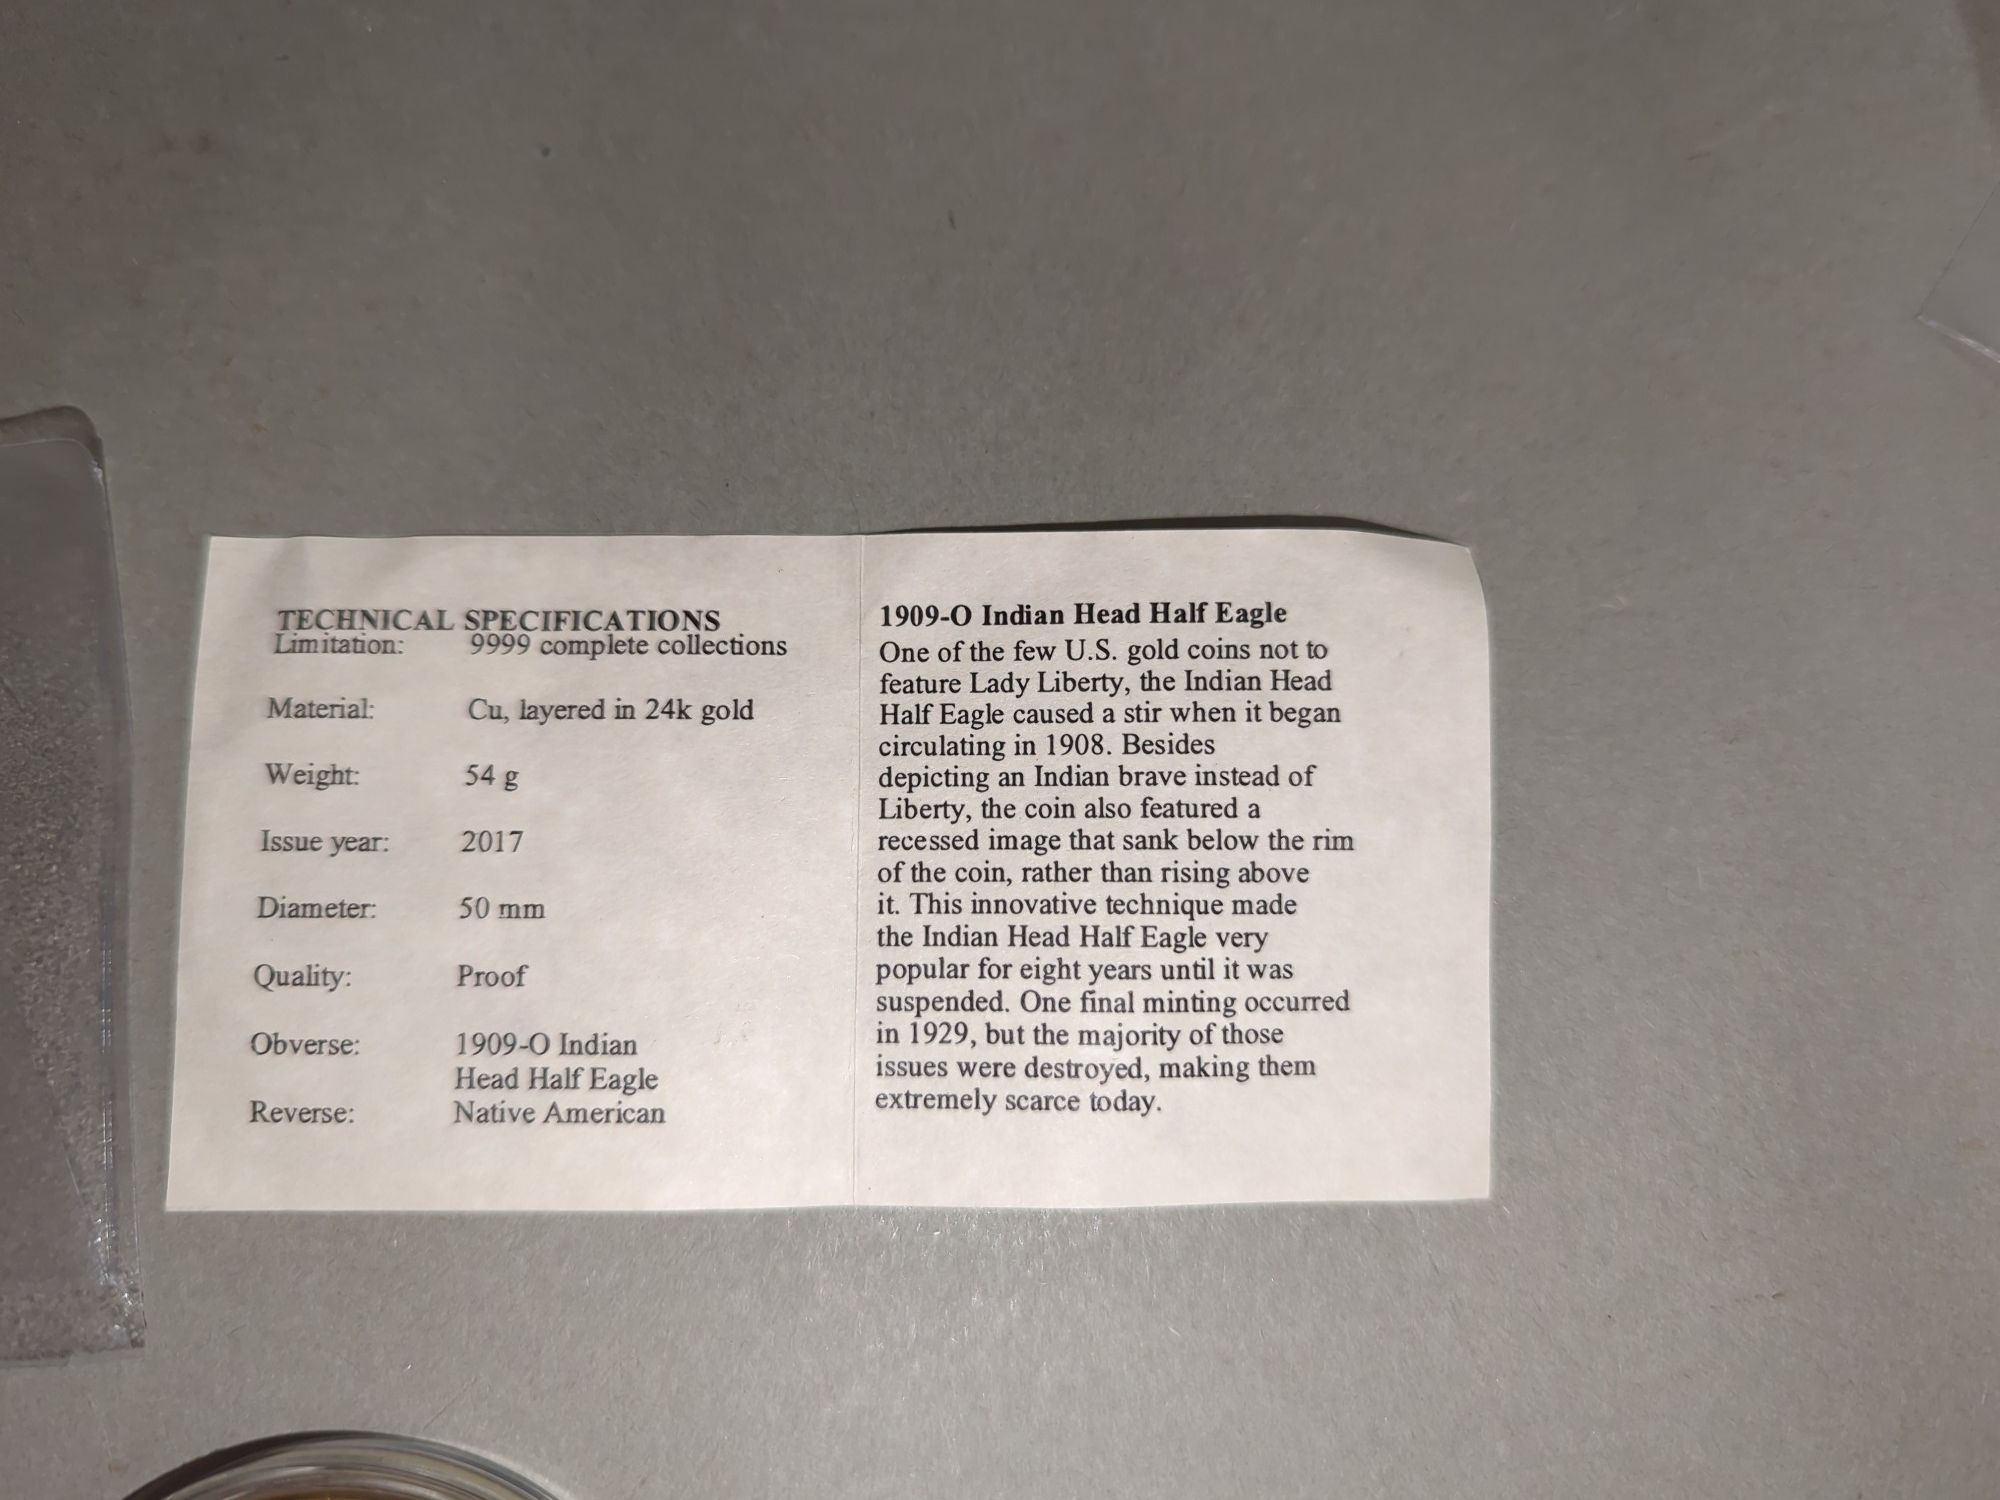 TECHNICAL SPECIFICATIONS
Limitation: 9999 complete collections
Material: Cu, layered in 24k gold
Weight: 54 g
Issue year: 2017
Diameter: 50 mm
Quality: Proof
Obverse: 1909-O Indian
Head Half Eagle
Reverse: Native American
1909-O Indian Head Half Eagle
One of the few U.S. gold coins not to
feature Lady Liberty, the Indian Head
Half Eagle caused a stir when it began
circulating in 1908. Besides
depicting an Indian brave instead of
Liberty, the coin also featured a
recessed image that sank below the rim
of the coin, rather than rising above
it. This innovative technique made
the Indian Head Half Eagle very
popular for eight years until it was
suspended. One final minting occurred
in 1929, but the majority of those
issues were destroyed, making them
extremely scarce today.